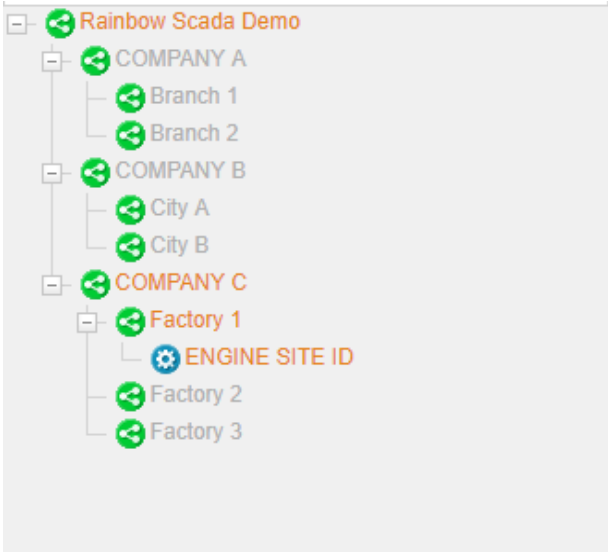 Rainbow Scada Demo
COMPANY A
Branch 1
Branch 2
COMPANY B
City A
City B
COMPANY C
Factory 1
ENGINE SITE ID
Factory 2
Factory 3